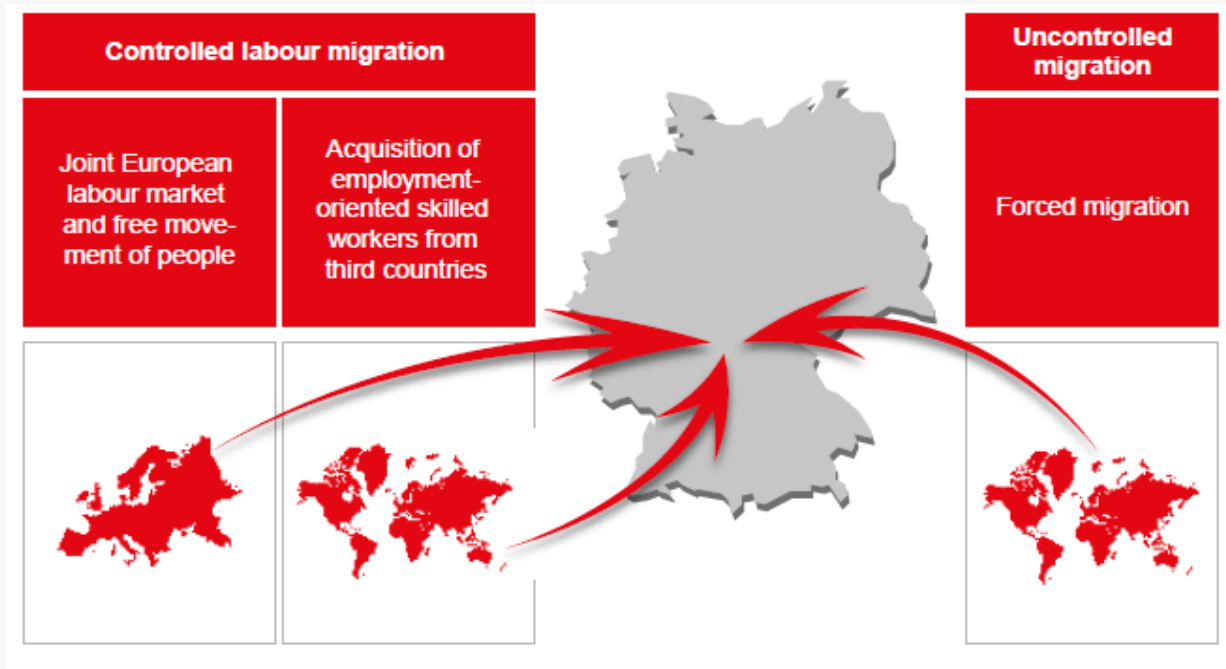 Controlled labour migration
Uncontrolled
migration
Joint European
labour market
and free move-
ment of people
Acquisition of
employment-
oriented skilled
workers from
third countries
Forced migration